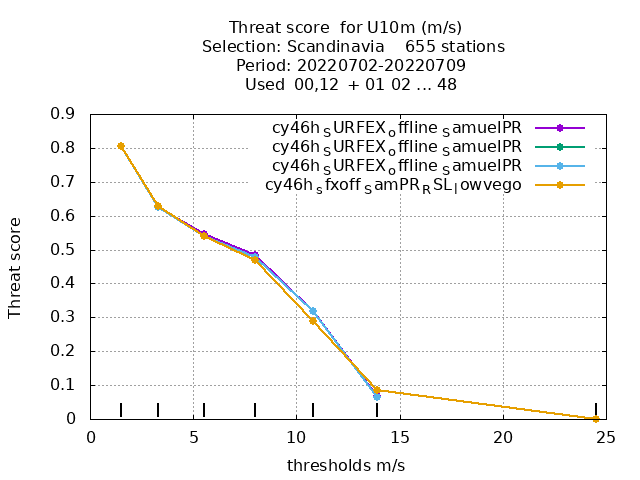 Threat score  for U10m (m/s)
Selection: Scandinavia    655 stations
Period: 20220702-20220709
Used  00,12  + 01 02 ... 48
cy46h_SURFEX_offline_SamuelPR
cy46h_SURFEX_offline_SamuelPR
cy46h_SURFEX_offline_SamuelPR
cy46h_sfxoff_SamPR_RSL_lowvego
0.9
0.8
0.7
0.6
0.5
0.4
0.3
0.2
0.1
0
Threat score
0 5 10 15 20 25
thresholds m/s